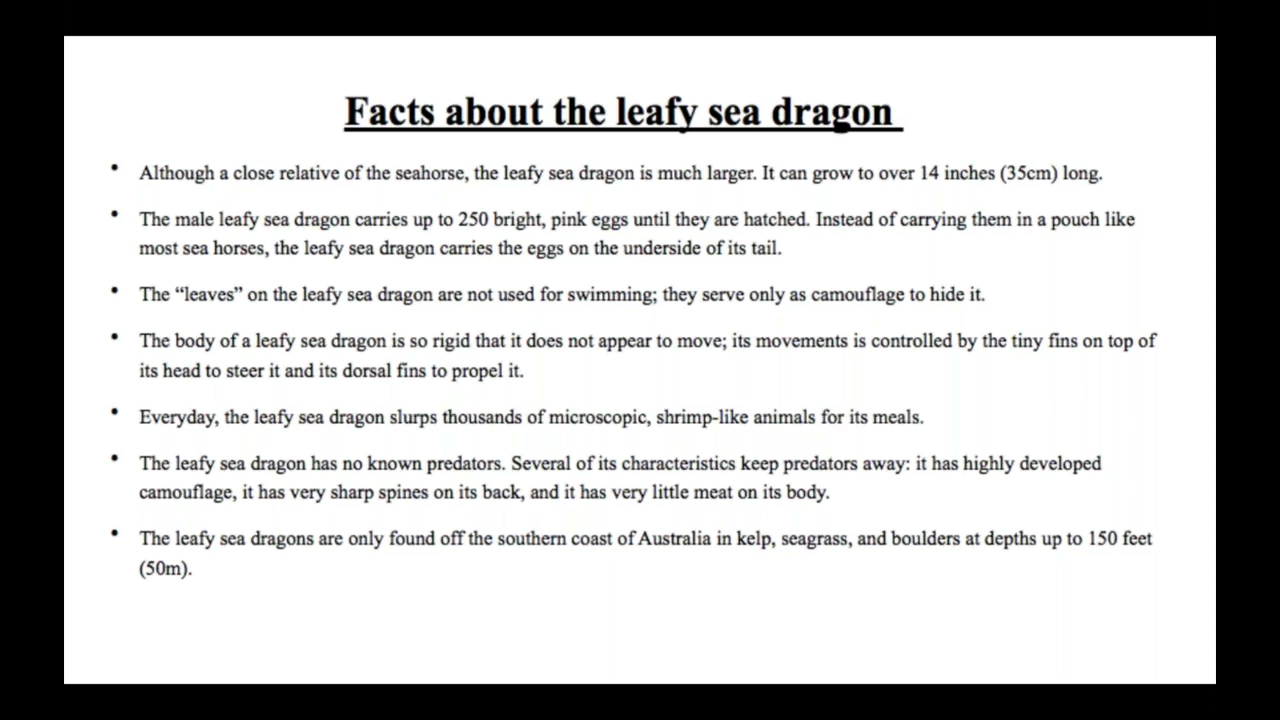 Facts about the leafy sea dragon
• Although a close relative of the seahorse, the leafy sea dragon is much larger. It can grow to over 14 inches (35cm) long.
• The male leafy sea dragon carries up to 250 bright, pink eggs until they are hatched. Instead of carrying them in a pouch like
most sea horses, the leafy sea dragon carries the eggs on the underside of its tail.
• The “leaves” on the leafy sea dragon are not used for swimming; they serve only as camouflage to hide it.
• The body of a leafy sea dragon is so rigid that it does not appear to move; its movements is controlled by the tiny fins on top of
its head to steer it and its dorsal fins to propel it.
• Everyday, the leafy sea dragon slurps thousands of microscopic, shrimp-like animals for its meals.
• The leafy sea dragon has no known predators. Several of its characteristics keep predators away: it has highly developed
camouflage, it has very sharp spines on its back, and it has very little meat on its body.
• The leafy sea dragons are only found off the southern coast of Australia in kelp, seagrass, and boulders at depths up to 150 feet
(50m).